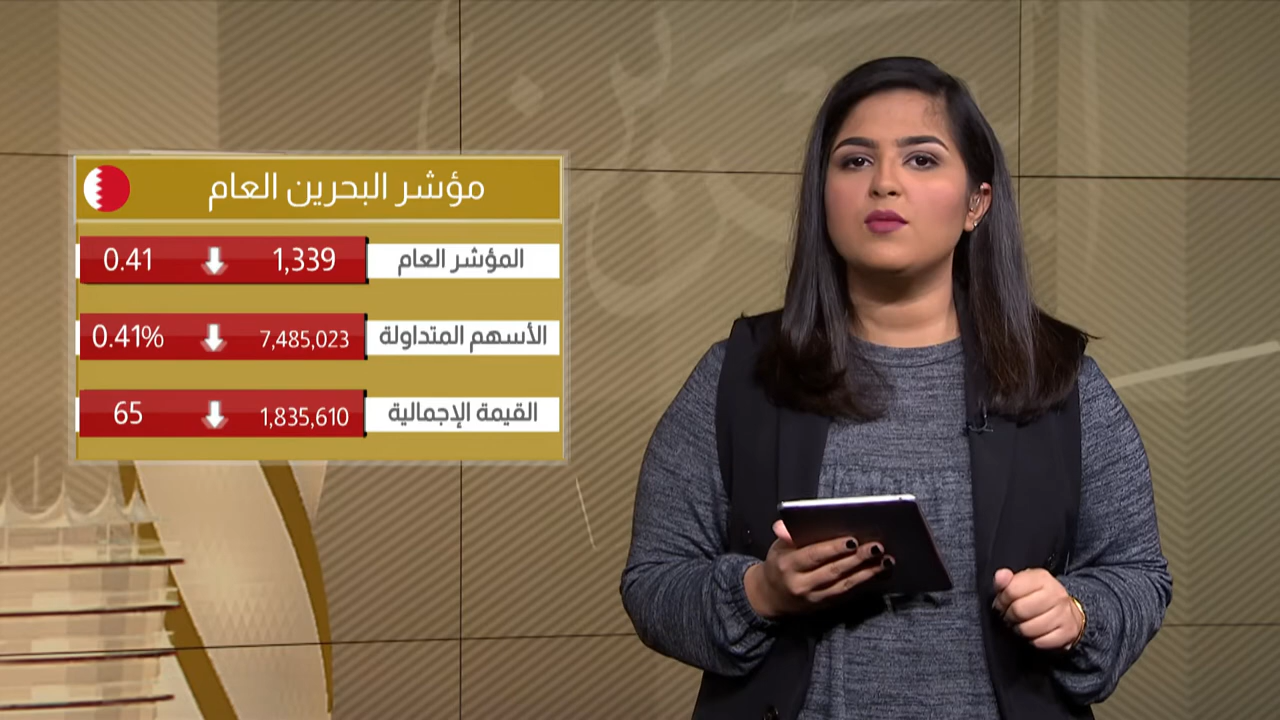 مؤشر البحرين العام
المؤشر العام 1,339 0.41
الأسهم المتداولة 7,485,023 0.41%
القيمة الإجمالية 1,835,610 65